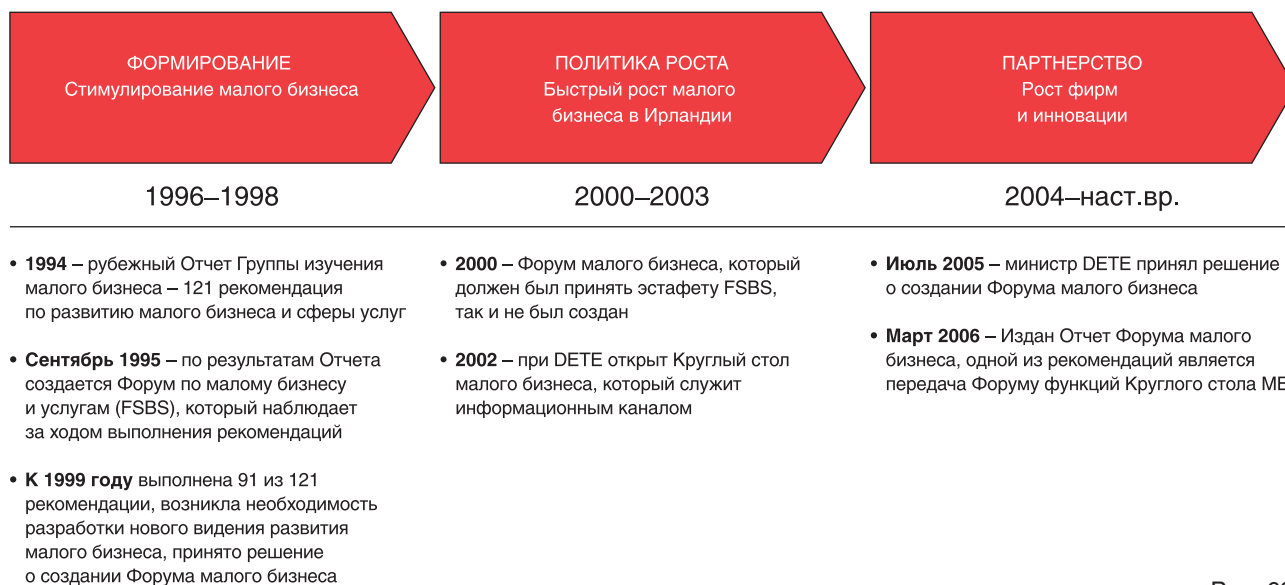 ФОРМИРОВАНИЕ
Стимулирование малого бизнеса
1996–1998
• 1994 – рубежный Отчет Группы изучения
малого бизнеса – 121 рекомендация
по развитию малого бизнеса и сферы услуг
• Сентябрь 1995 – по результатам Отчета
создается Форум по малому бизнесу
и услугам (FSBS), который наблюдает
за ходом выполнения рекомендаций
• К 1999 году выполнена 91 из 121
рекомендации, возникла необходимость
разработки нового видения развития
малого бизнеса, принято решение
о создании Форума малого бизнеса
ПОЛИТИКА РОСТА
Быстрый рост малого
бизнеса в Ирландии
2000–2003
• 2000 – Форум малого бизнеса, который
должен был принять эстафету FSBS,
так и не был создан
• 2002 – при DETE открыт Круглый стол
малого бизнеса, который служит
информационным каналом
ПАРТНЕРСТВО
Рост фирм
и инновации
2004–наст.вр.
• Июль 2005 – министр DETE принял решение
о создании Форума малого бизнеса
• Март 2006 – Издан Отчет Форума малого
бизнеса, одной из рекомендаций является
передача Форуму функций Круглого стола